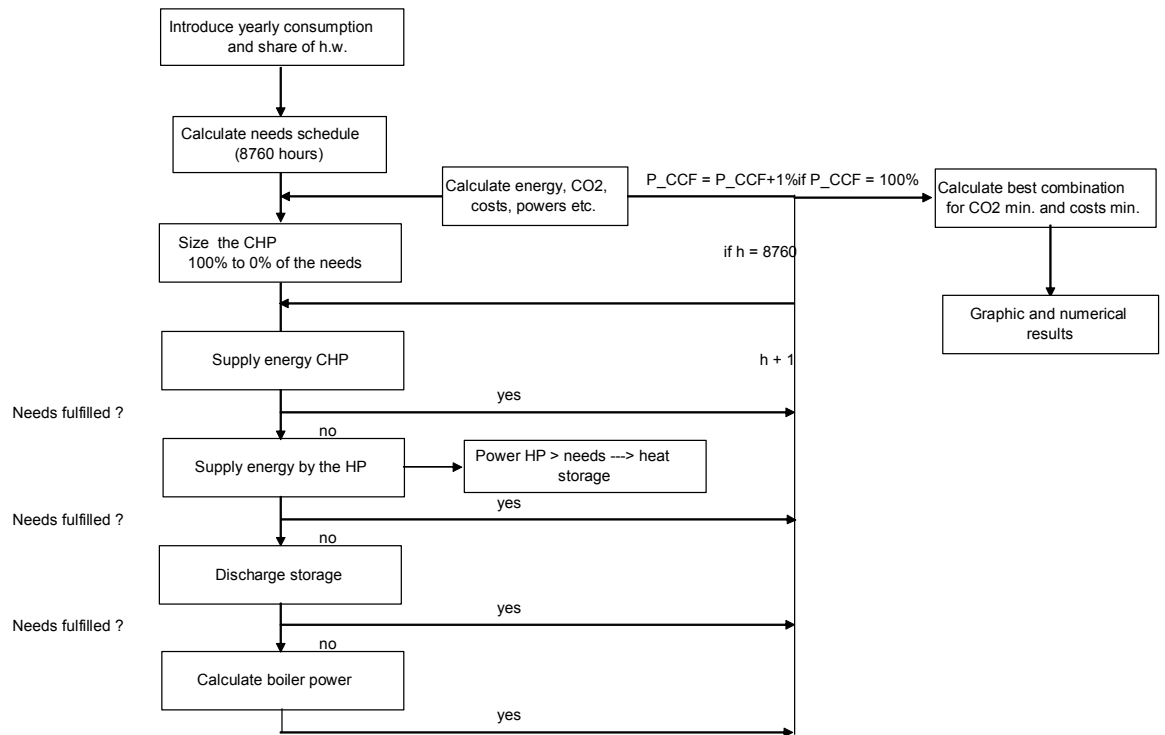 Introduce yearly consumption
and share of h.w.
Calculate needs schedule
(8760 hours)
Calculate energy, CO2,
costs, powers etc.
P_CCF = P_CCF+1%if P_CCF = 100%
Calculate best combination
for CO2 min. and costs min.
Size the CHP
100% to 0% of the needs
if h = 8760
Graphic and numerical
results
Supply energy CHP
h + 1
yes
Needs fulfilled ?
no
Supply energy by the HP
Power HP > needs ---> heat
storage
yes
Needs fulfilled ?
no
Discharge storage
yes
Needs fulfilled ?
no
Calculate boiler power
yes